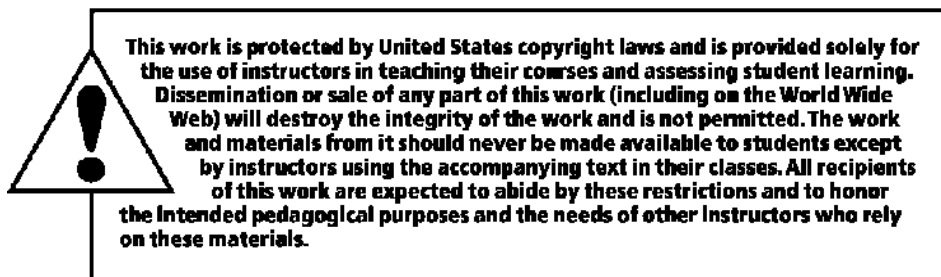 This work is protected by United States copyright laws and is provided solely for
the use of instructors in teaching their courses and assessing student learning.
Dissemination or sale of any part of this work (including on the World Wide
Web) will destroy the integrity of the work and is not permitted. The work
and materials from it should never be made available to students except
by instructors using the accompanying text in their classes. All recipients
of this work are expected to abide by these restrictions and to honor
the intended pedagogical purposes and the needs of other instructors who rely
on these materials.